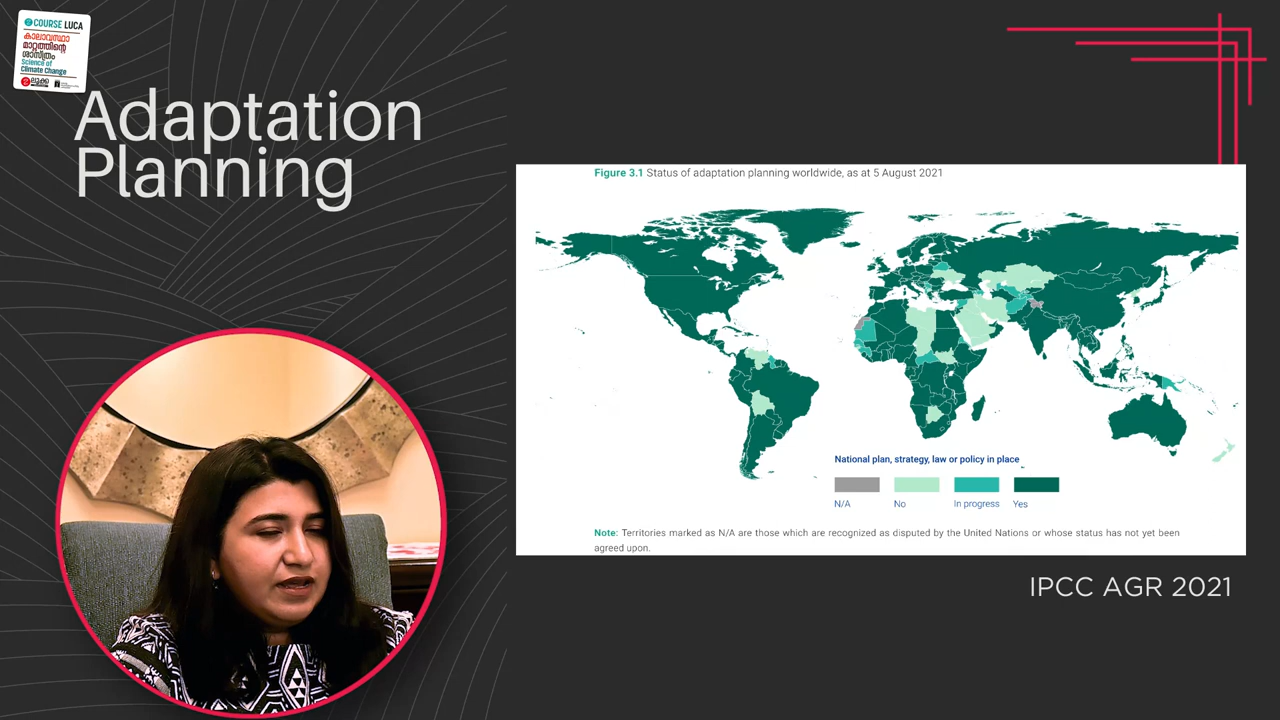 COURSE LUCA
കാലാവസ്ഥാ
മാറ്റത്തിന്റെ
ശാസ്ത്രം
Science of
Climate Change
ലൂക്ക
Adaptation
Planning
Figure 3.1 Status of adaptation planning worldwide, as at 5 August 2021
National plan, strategy, law or policy in place
N/A
No
In progress
Yes
Note: Territories marked as N/A are those which are recognized as disputed by the United Nations or whose status has not yet been
agreed upon.
IPCC AGR 2021